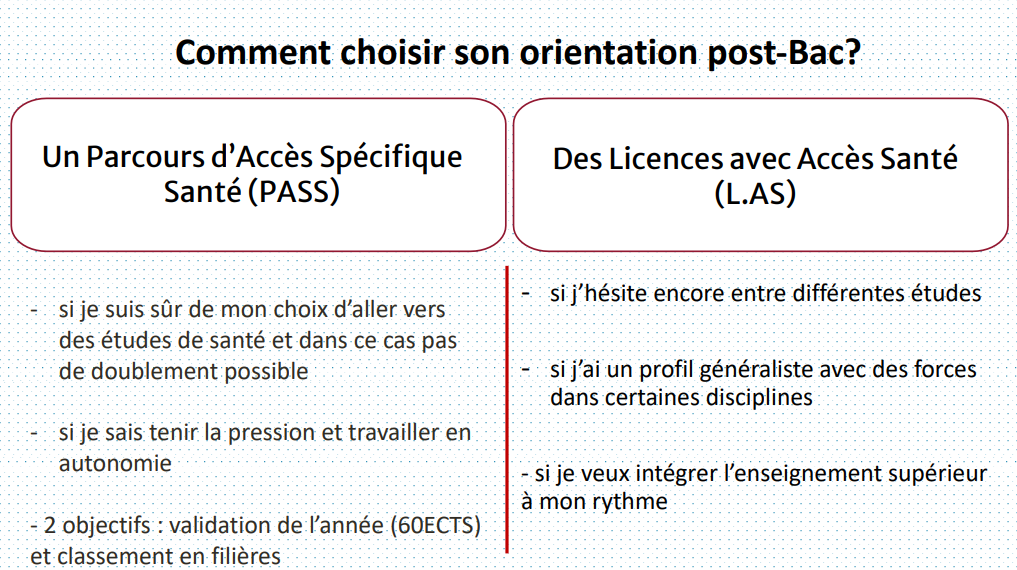 Comment choisir son orientation post-Bac?
Un Parcours d'Accès Spécifique
Santé (PASS)
- si je suis sûr de mon choix d'aller vers
des études de santé et dans ce cas pas
de doublement possible
- si je sais tenir la pression et travailler en
autonomie
- 2 objectifs : validation de l'année (60ECTS)
et classement en filières
Des Licences avec Accès Santé
(L.AS)
- si j'hésite encore entre différentes études
- si j'ai un profil généraliste avec des forces
dans certaines disciplines
- si je veux intégrer l'enseignement supérieur
à mon rythme